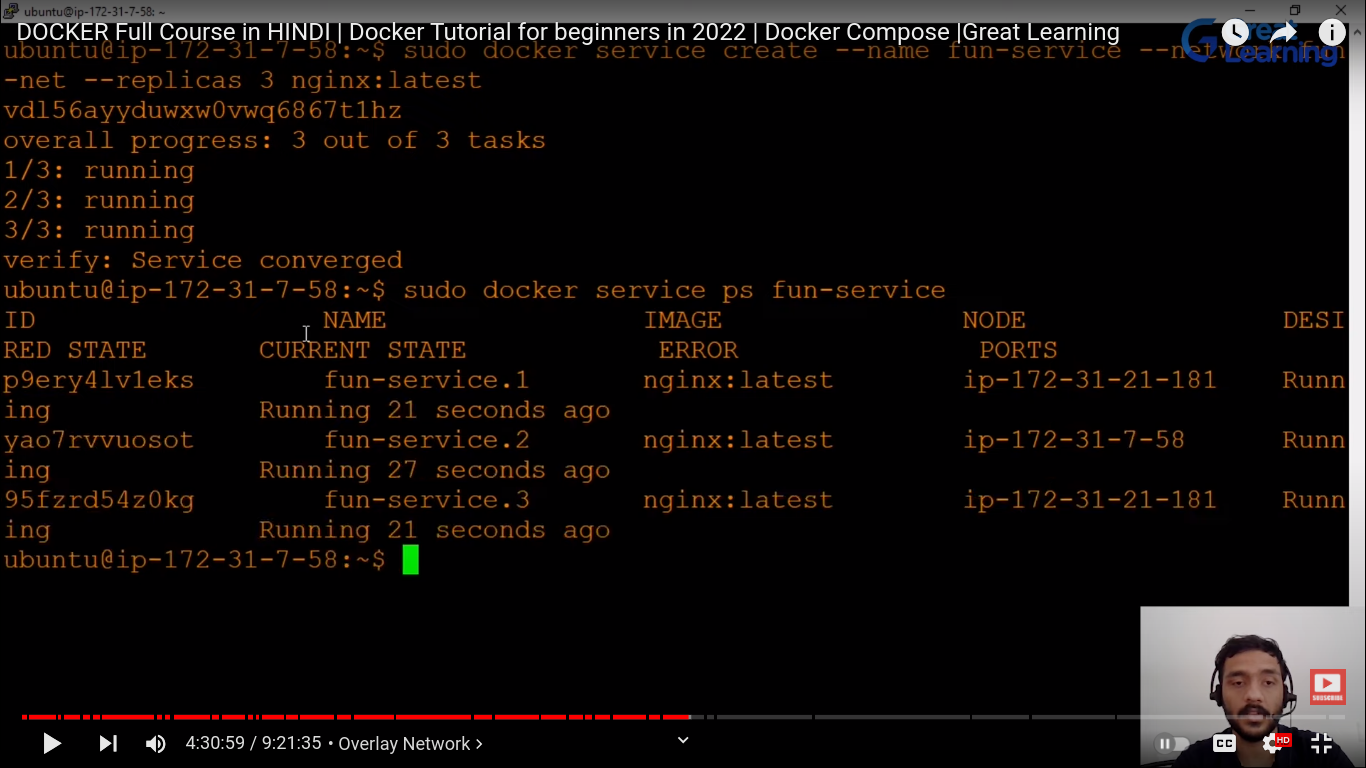 ubuntu@ip-172-31-7-58: ~
DOCKER Full Course in HINDI | Docker Tutorial for beginners in 2022 | Docker Compose |Great Learning
ubuntu@ip-172-31-7-58:~$ sudo docker service create --name fun-service --network fun
-net --replicas 3 nginx:latest
vdl56ayyduwxw0vwq6867t1hz
overall progress: 3 out of 3 tasks
1/3: running
2/3: running
3/3: running
verify: Service converged
ubuntu@ip-172-31-7-58:~$ sudo docker service ps fun-service
ID NAME IMAGE NODE DESI
RED STATE CURRENT STATE ERROR PORTS
p9ery4lv1eks fun-service.1 nginx:latest ip-172-31-21-181 Runn
ing Running 21 seconds ago
yao7rvvuosot fun-service.2 nginx:latest ip-172-31-7-58 Runn
ing Running 27 seconds ago
95fzrd54z0kg fun-service.3 nginx:latest ip-172-31-21-181 Runn
ing Running 21 seconds ago
ubuntu@ip-172-31-7-58:~$
Great
Learning
SUBSCRIBE
4:30:59 / 9:21:35 • Overlay Network
CC
HD